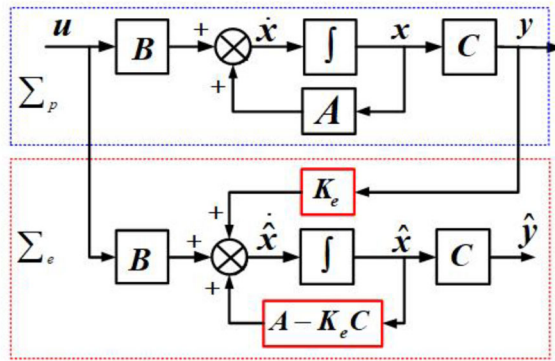 u B + + ẋ ∫ x C y
Σp A
Ke
+
Σe B + + x̂̇ ∫ x̂ C ŷ
A − KeC